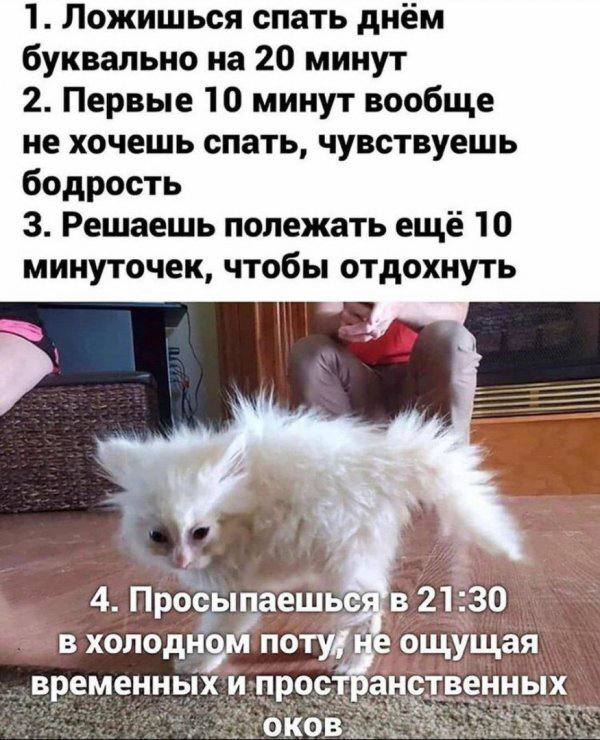 1. Ложишься спать днём
буквально на 20 минут
2. Первые 10 минут вообще
не хочешь спать, чувствуешь
бодрость
3. Решаешь полежать ещё 10
минуточек, чтобы отдохнуть
4. Просыпаешься в 21:30
в холодном поту, не ощущая
временных и пространственных
оков